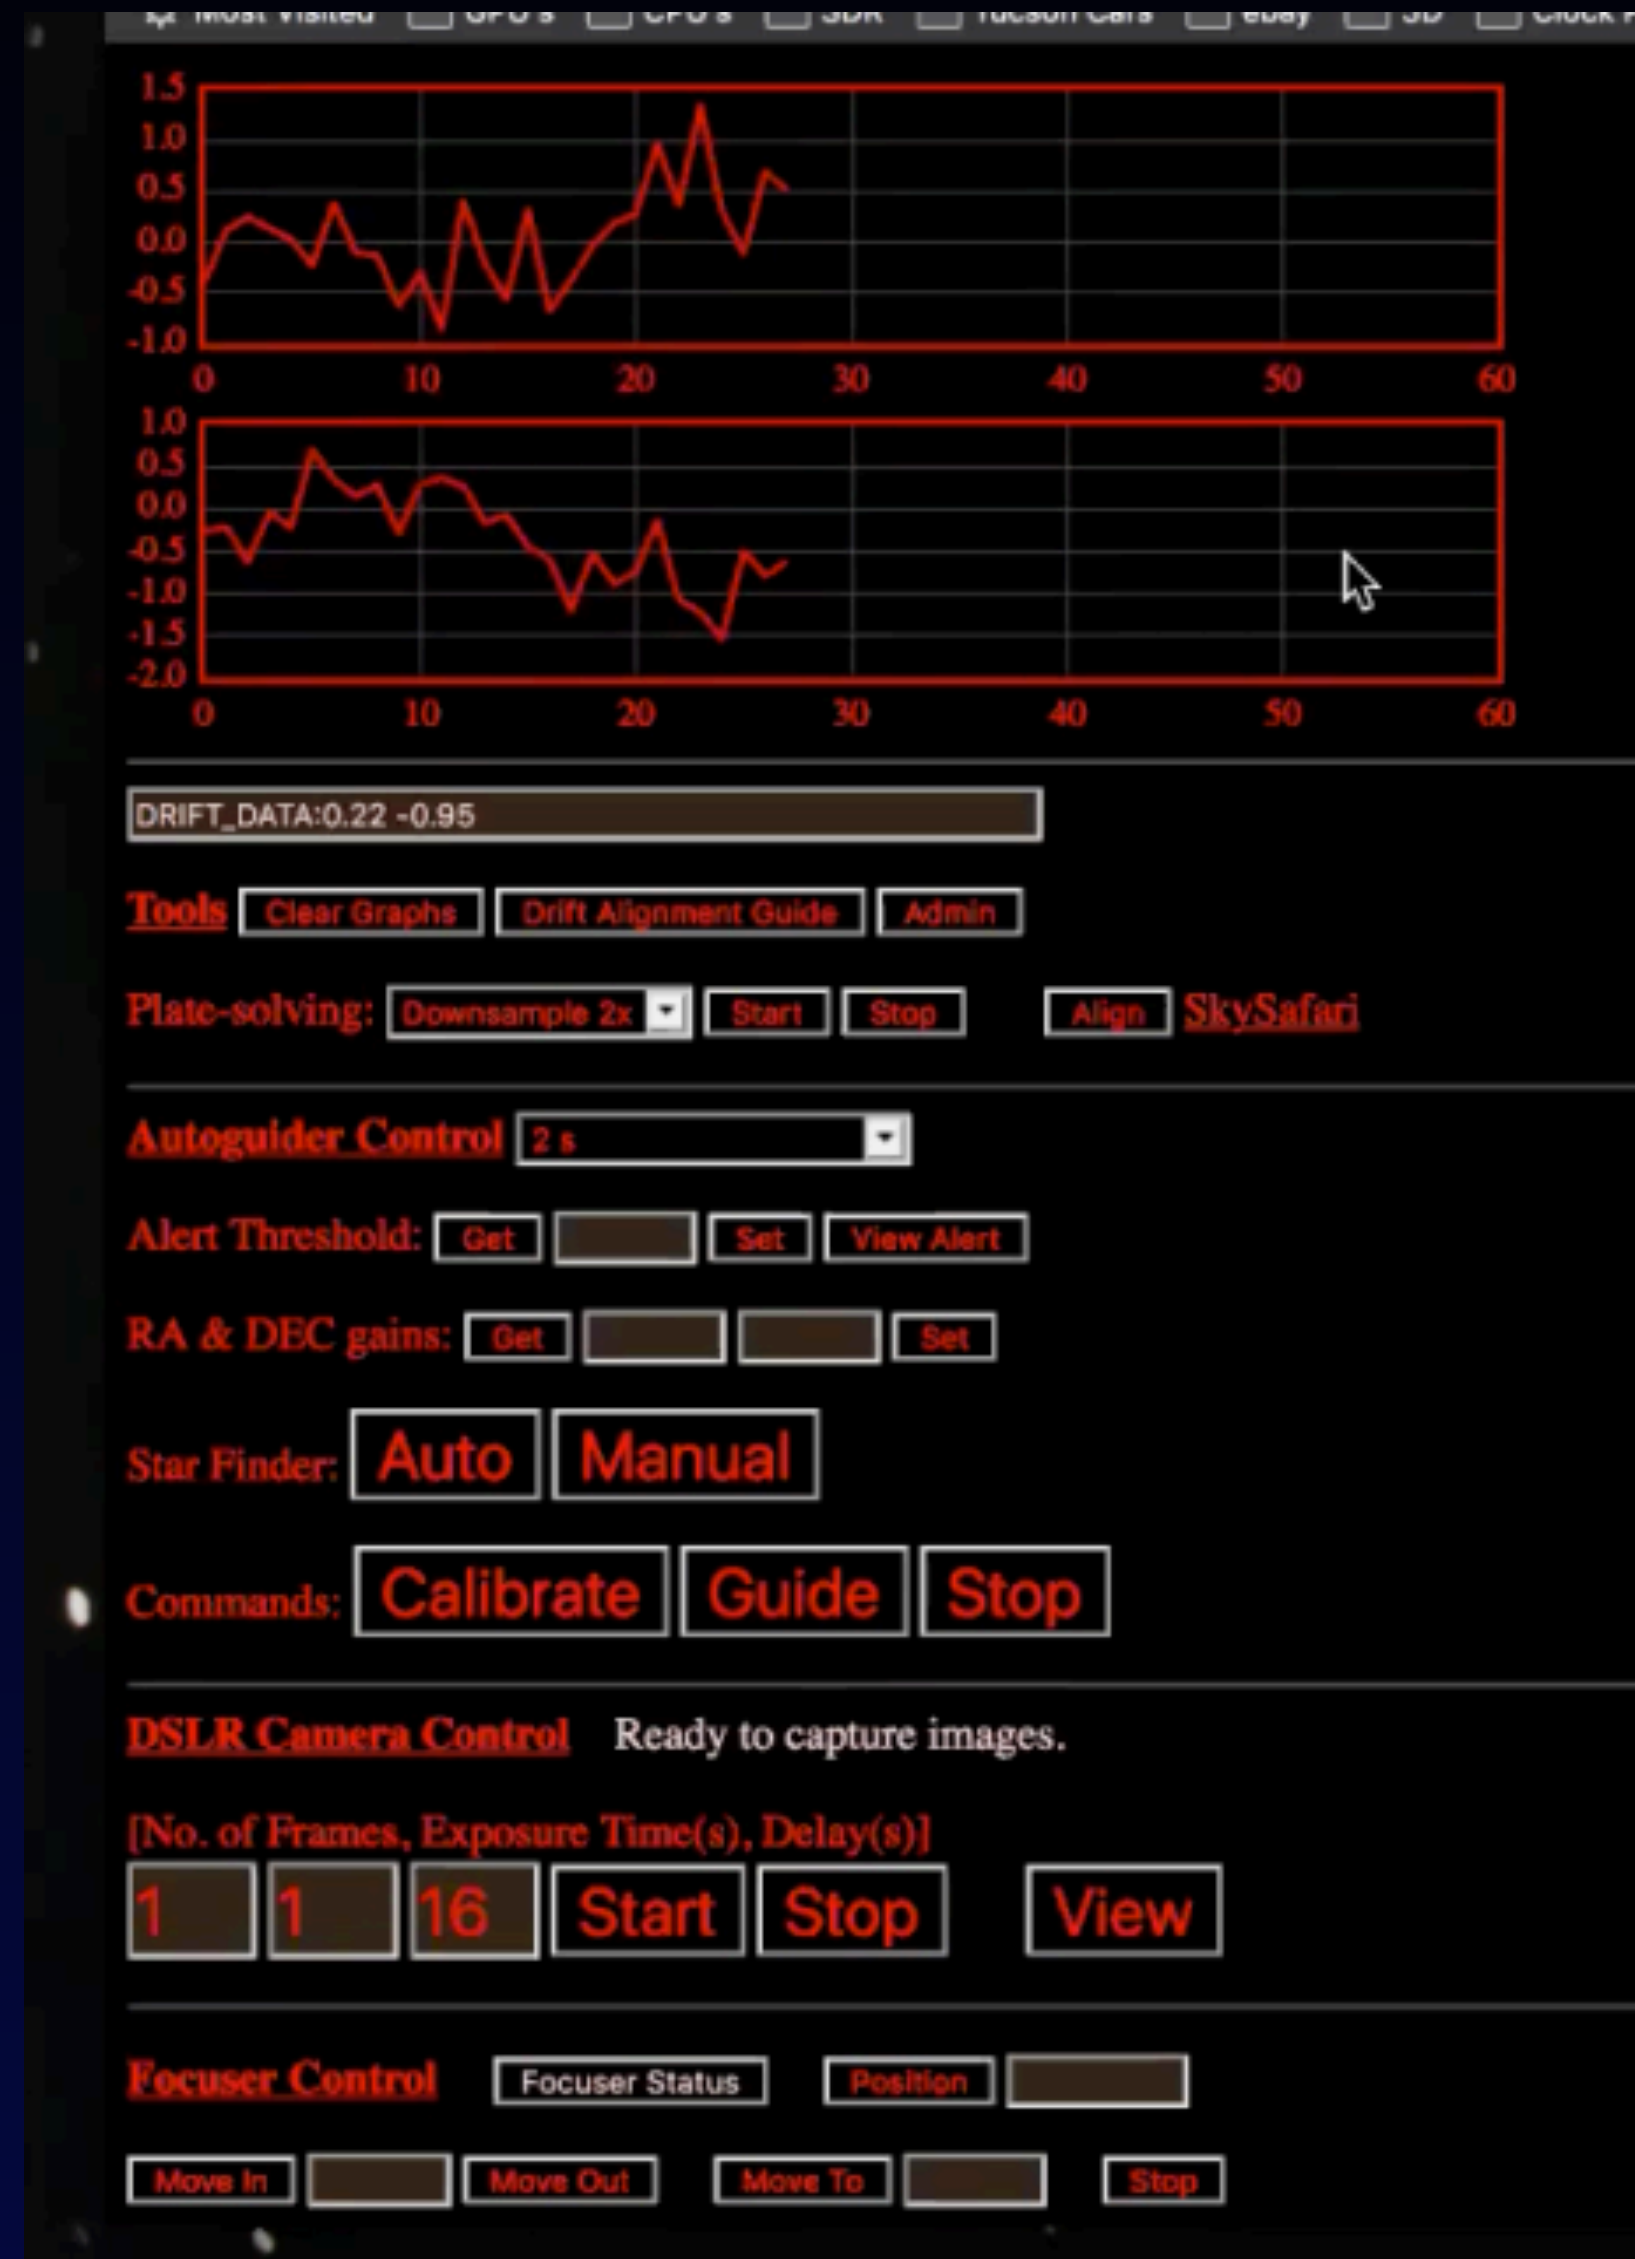 Most Visited GPU's CPU's SDR Tucson Cars ebay 3D Clock
1.5
1.0
0.5
0.0
-0.5
-1.0
0 10 20 30 40 50 60
1.0
0.5
0.0
-0.5
-1.0
-1.5
-2.0
0 10 20 30 40 50 60
DRIFT_DATA:0.22 -0.95
Tools Clear Graphs Drift Alignment Guide Admin
Plate-solving: Downsample 2x Start Stop Align SkySafari
Autoguider Control 2 s
Alert Threshold: Get Set View Alert
RA & DEC gains: Get Set
Star Finder: Auto Manual
Commands: Calibrate Guide Stop
DSLR Camera Control Ready to capture images.
[No. of Frames, Exposure Time(s), Delay(s)]
1 1 16 Start Stop View
Focuser Control Focuser Status Position
Move In Move Out Move To Stop